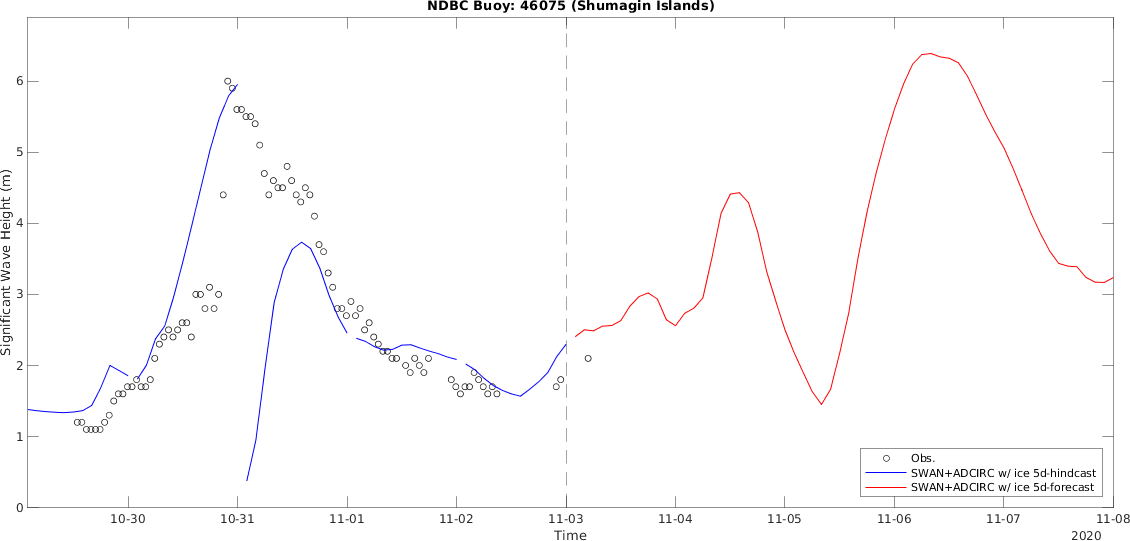 NDBC Buoy: 46075 (Shumagin Islands)
Significant Wave Height (m)
6
5
4
3
2
1
0
Obs.
SWAN+ADCIRC w/ ice 5d-hindcast
SWAN+ADCIRC w/ ice 5d-forecast
10-30 10-31 11-01 11-02 11-03 11-04 11-05 11-06 11-07 11-08
Time
2020